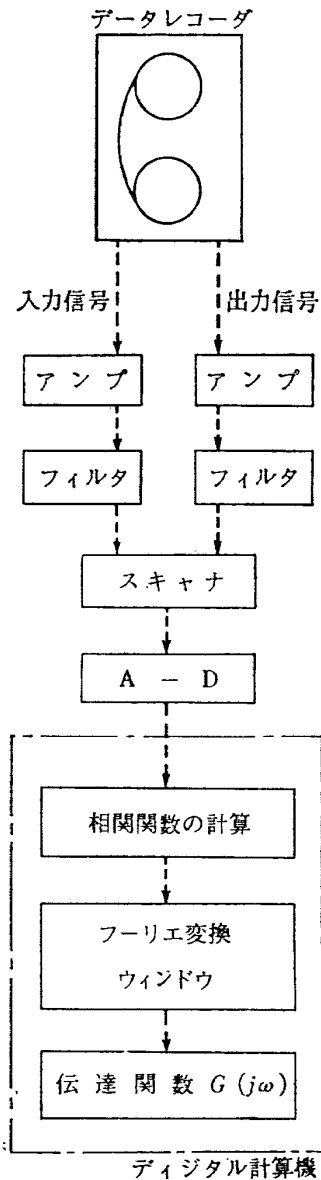 データレコーダ
入力信号
出力信号
アンプ
アンプ
フィルタ
フィルタ
スキャナ
A － D
相関関数の計算
フーリエ変換
ウィンドウ
伝達関数 G(jω)
ディジタル計算機